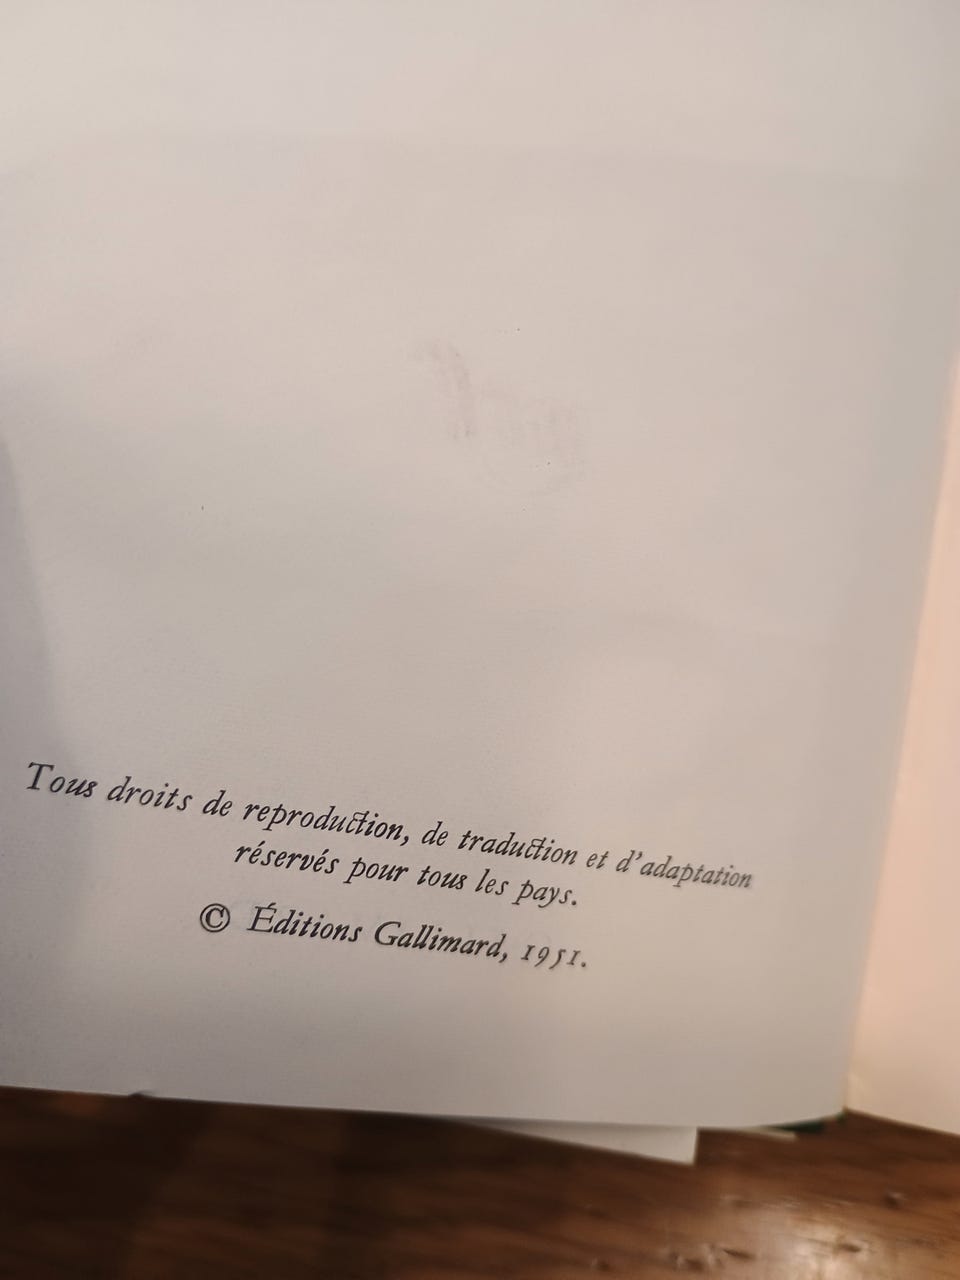 Tous droits de reproduction, de traduction et d'adaptation
réservés pour tous les pays.
© Éditions Gallimard, 1951.